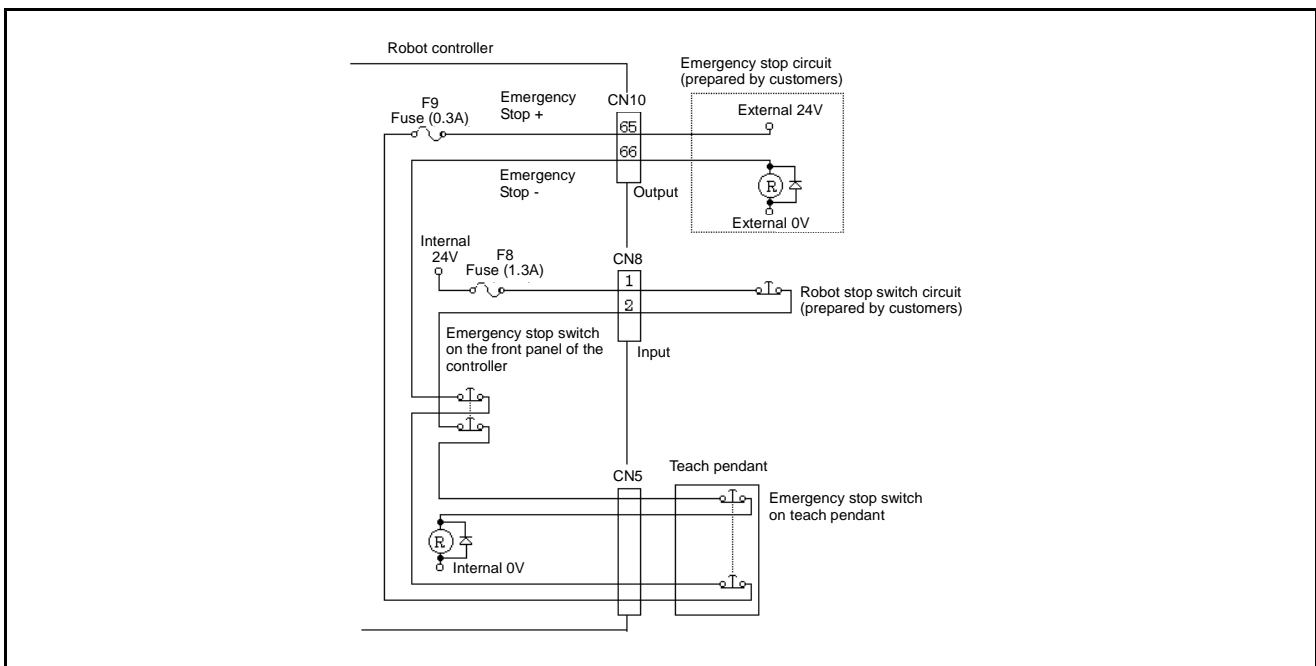 Robot controller
Emergency stop circuit
(prepared by customers)
F9
Fuse (0.3A)
Emergency
Stop +
CN10
External 24V
65
66
Emergency
Stop -
Output
R
External 0V
Internal
24V
F8
Fuse (1.3A)
CN8
1
2
Robot stop switch circuit
(prepared by customers)
Emergency stop switch
on the front panel of the
controller
Input
CN5
Teach pendant
Emergency stop switch
on teach pendant
R
Internal 0V